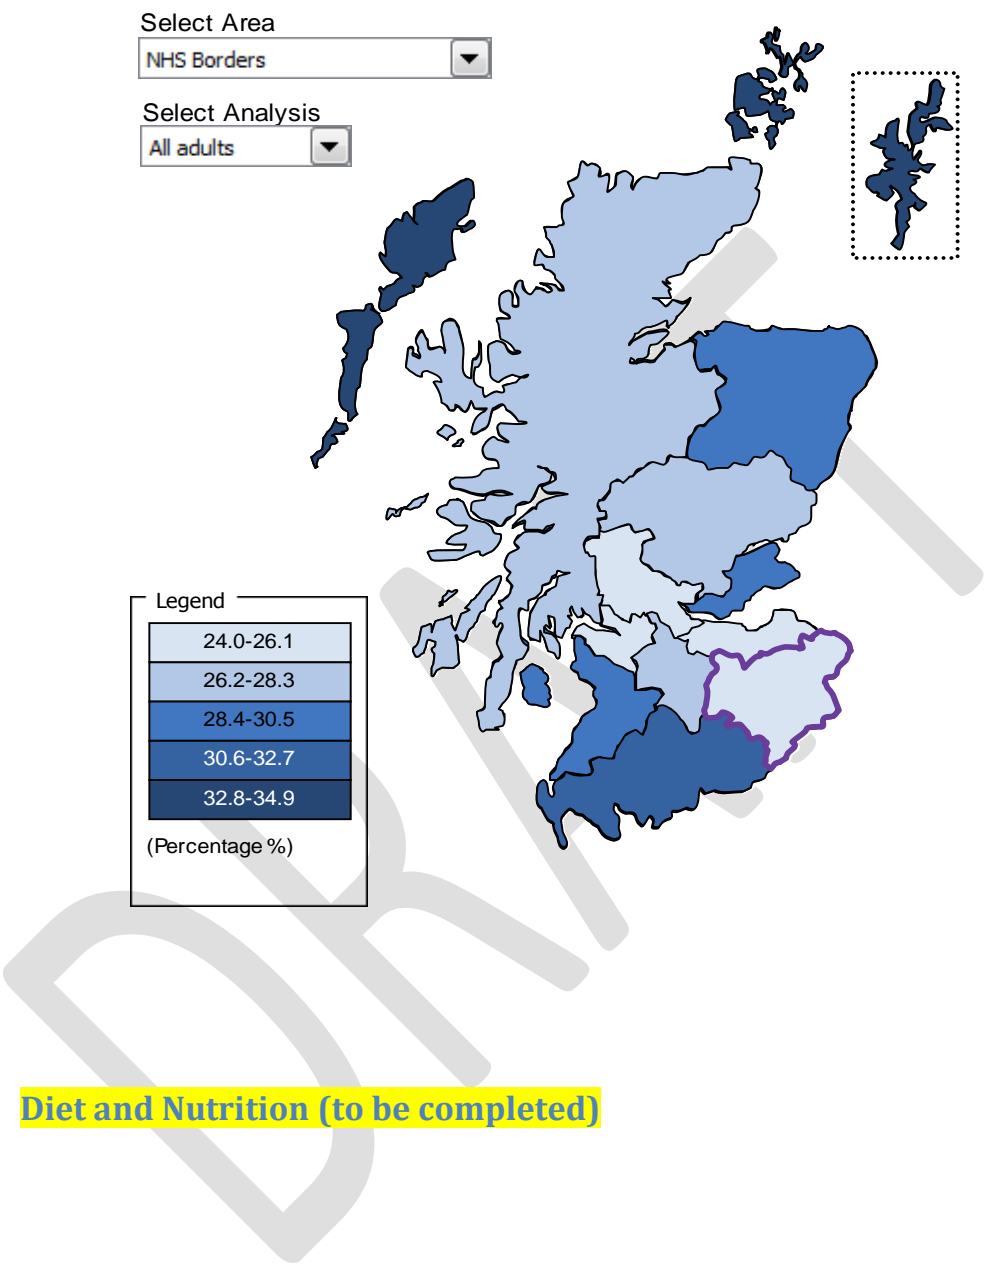 Select Area
NHS Borders
Select Analysis
All adults
Legend
24.0-26.1
26.2-28.3
28.4-30.5
30.6-32.7
32.8-34.9
(Percentage %)
DRAFT
Diet and Nutrition (to be completed)